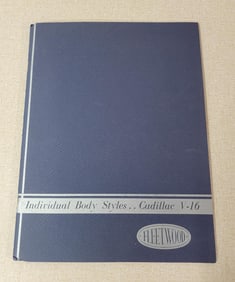 Individual Body Styles . . Cadillac V-16
FLEETWOOD